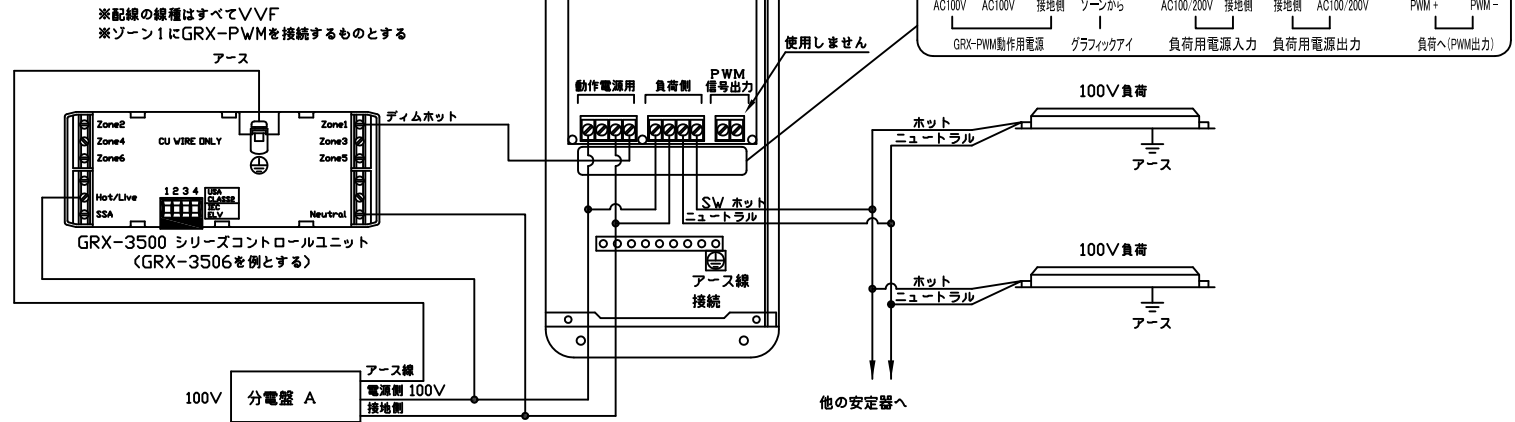 ※配線の線種はすべてVVF
※ゾーン1にGRX-PWMを接続するものとする
アース
Zone2
Zone4
Zone6
CU WIRE ONLY
Zone1
Zone3
Zone5
ディムホット
Hot/Live
SSA
1 2 3 4
USA
CLASS2
IEC
ELV
Neutral
GRX-3500 シリーズコントロールユニット
(GRX-3506を例とする)
100V
分電盤 A
アース線
電源側 100V
接地側
動作電源用
負荷側
PWM
信号出力
使用しません
SW ホット
ニュートラル
アース線
接続
AC100V AC100V 接地側 ゾーンから AC100/200V 接地側 接地側 AC100/200V PWM+ PWM-
GRX-PWM動作用電源 グラフィックアイ 負荷用電源入力 負荷用電源出力 負荷へ(PWM出力)
100V負荷
ホット
ニュートラル
アース
100V負荷
ホット
ニュートラル
アース
他の安定器へ